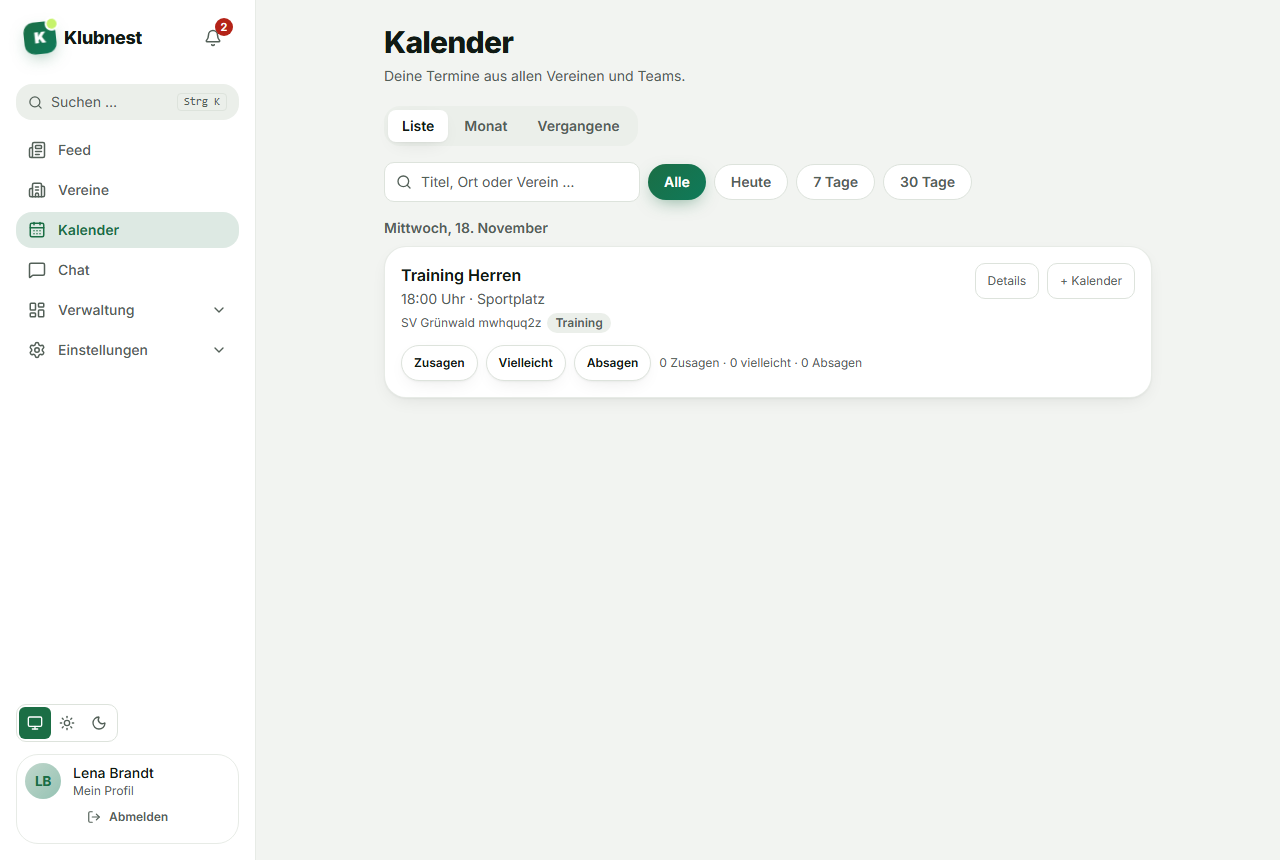 K Klubnest 2
Suchen ... Strg K
Feed
Vereine
Kalender
Chat
Verwaltung
Einstellungen
LB Lena Brandt
Mein Profil
Abmelden
Kalender
Deine Termine aus allen Vereinen und Teams.
Liste Monat Vergangene
Titel, Ort oder Verein ... Alle Heute 7 Tage 30 Tage
Mittwoch, 18. November
Training Herren Details + Kalender
18:00 Uhr · Sportplatz
SV Grünwald mwhquq2z Training
Zusagen Vielleicht Absagen 0 Zusagen · 0 vielleicht · 0 Absagen